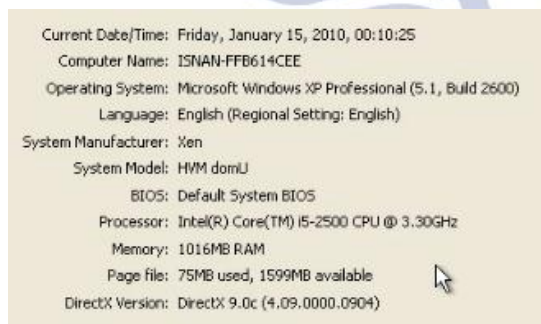 Current Date/Time: Friday, January 15, 2010, 00:10:25
Computer Name: ISNAN-FFB614CEE
Operating System: Microsoft Windows XP Professional (5.1, Build 2600)
Language: English (Regional Setting: English)
System Manufacturer: Xen
System Model: HVM domU
BIOS: Default System BIOS
Processor: Intel(R) Core(TM) i5-2500 CPU @ 3.30GHz
Memory: 1016MB RAM
Page file: 75MB used, 1599MB available
DirectX Version: DirectX 9.0c (4.09.0000.0904)